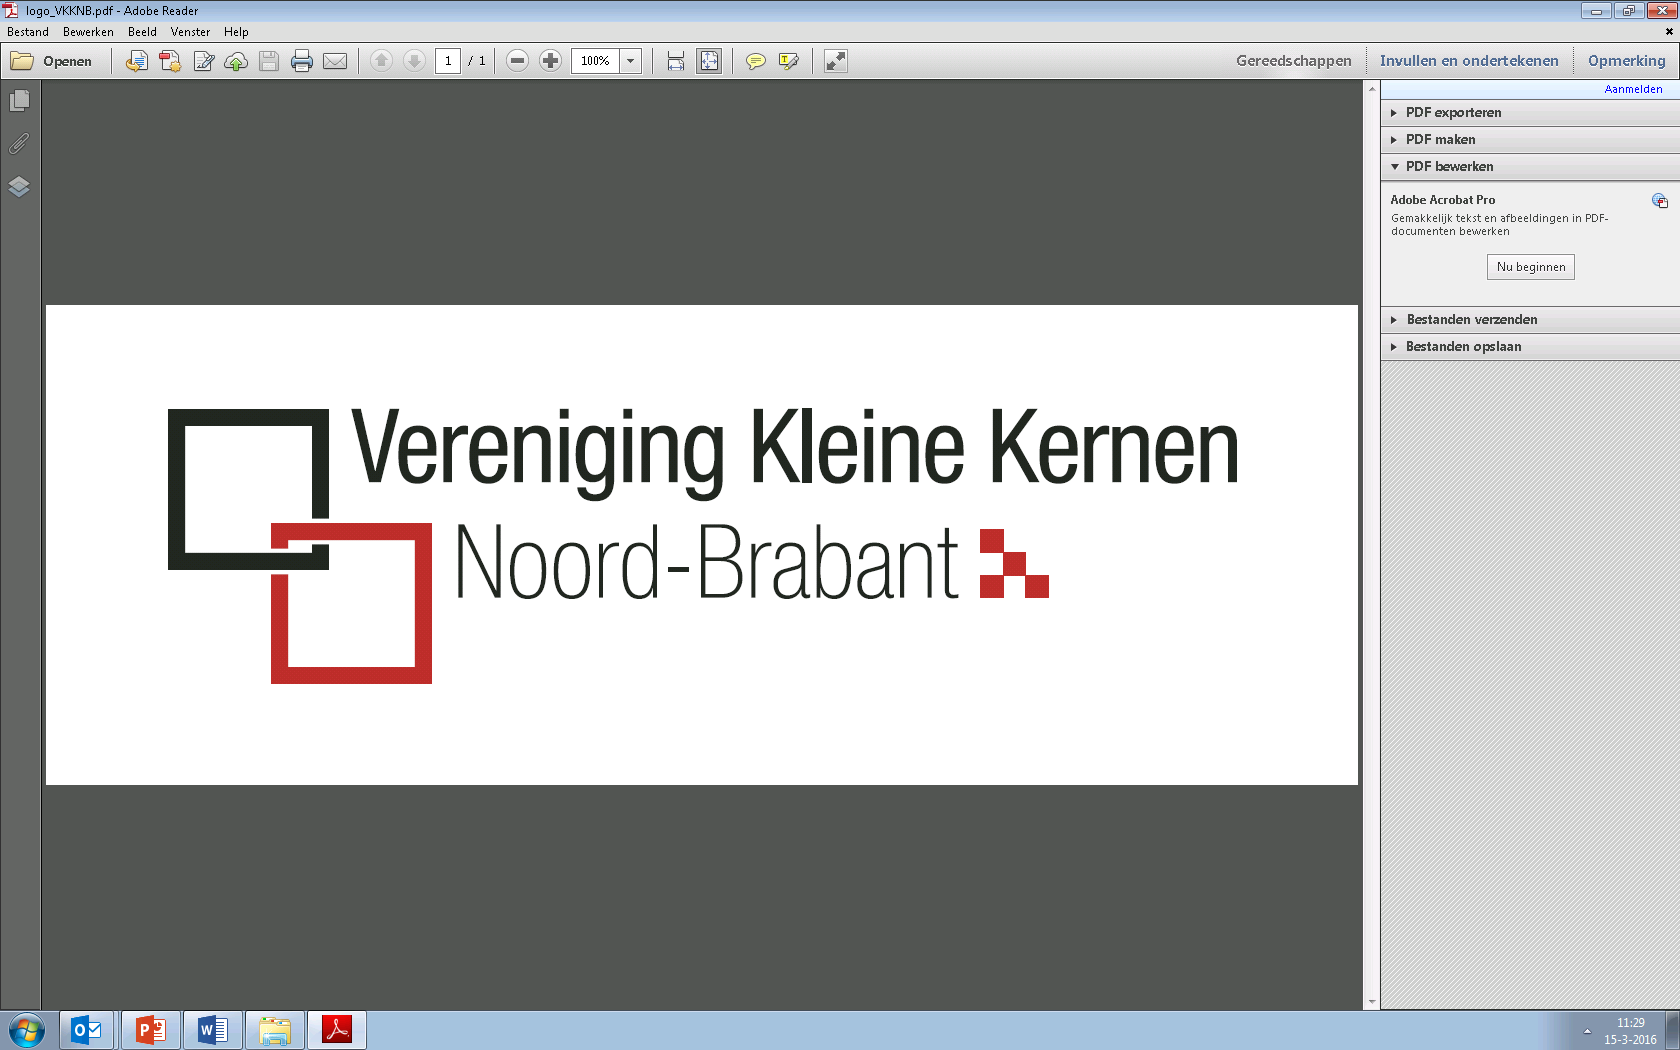 logo_VKKNB.pdf - Adobe Reader
Bestand Bewerken Beeld Venster Help
Openen 1 / 1 100% Gereedschappen Invullen en ondertekenen Opmerking
Aanmelden
PDF exporteren
PDF maken
PDF bewerken
Adobe Acrobat Pro
Gemakkelijk tekst en afbeeldingen in PDF-
documenten bewerken
Nu beginnen
Bestanden verzenden
Bestanden opslaan
Vereniging Kleine Kernen
Noord-Brabant
11:29
15-3-2016